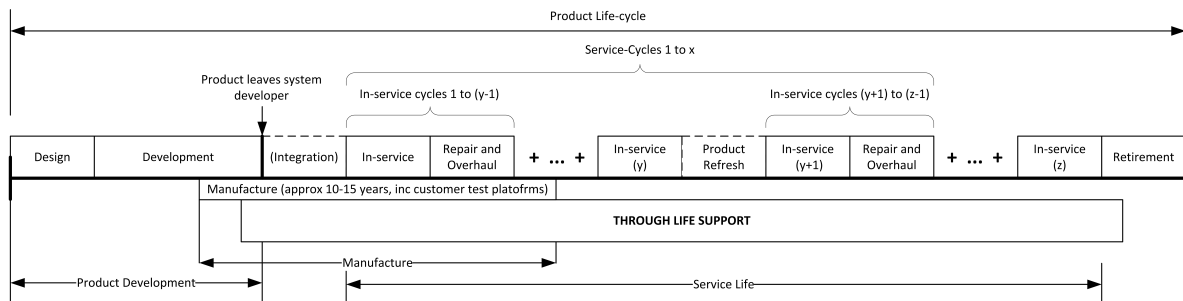 Product Life-cycle
Service-Cycles 1 to x
Product leaves system
developer
In-service cycles 1 to (y-1)
In-service cycles (y+1) to (z-1)
Design
Development
(Integration)
In-service
Repair and
Overhaul
+ ... +
In-service
(y)
Product
Refresh
In-service
(y+1)
Repair and
Overhaul
+ ... +
In-service
(z)
Retirement
Manufacture (approx 10-15 years, inc customer test platofrms)
THROUGH LIFE SUPPORT
Manufacture
Product Development
Service Life